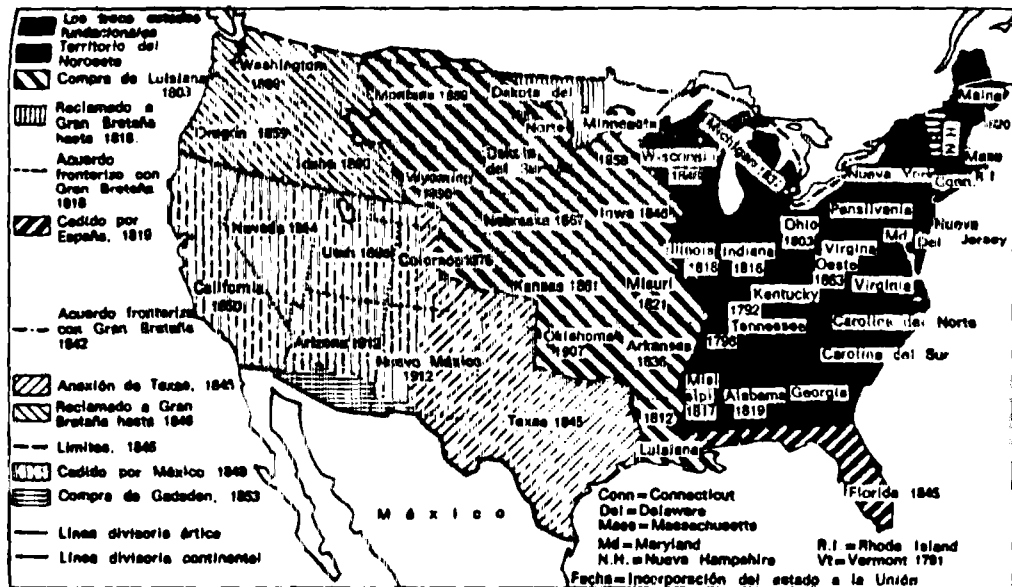 Los trece estados
fundacionales
Territorio del
Noroeste
Compra de Luisiana
1803
Reclamado a
Gran Bretaña
hasta 1818.
Acuerdo
fronterizo con
Gran Bretaña
1818
Cedido por
España, 1819
Acuerdo fronterizo
con Gran Bretaña
1842
Anexión de Texas, 1845
Reclamado a Gran
Bretaña hasta 1846
Límites, 1846
Cedido por México 1848
Compra de Gadsden, 1853
Línea divisoria ártica
Línea divisoria continental
Washington
1889
Oregón 1859
Idaho 1890
Montana 1889
Wyoming
1890
Dakota del
Norte
Dakota
del Sur
Minnesota
1858
Wisconsin
1848
Michigan 1837
Nevada 1864
Utah 1896
Colorado 1876
Nebraska 1867
Iowa 1846
California
1850
Kansas 1861
Misuri
1821
Illinois
1818
Indiana
1816
Ohio
1803
Pensilvania
Nueva York
Maine
1820
N.H.
Mass
R.I
Conn.
Nueva
Jersey
Md
Del
Virginia
Oeste
1863
Virginia
Kentucky
1792
Tennessee
1796
Carolina del Norte
Carolina del Sur
Arizona 1912
Nuevo México
1912
Oklahoma
1907
Arkansas
1836
Texas 1845
1812
Luisiana
Misi
sipi
1817
Alabama
1819
Georgia
Florida 1845
México
Conn=Connecticut
Del=Delaware
Mass=Massachusetts
Md=Maryland
N.H.=Nueva Hampshire
R.I.=Rhode Island
Vt=Vermont 1791
Fecha=Incorporación del estado a la Unión